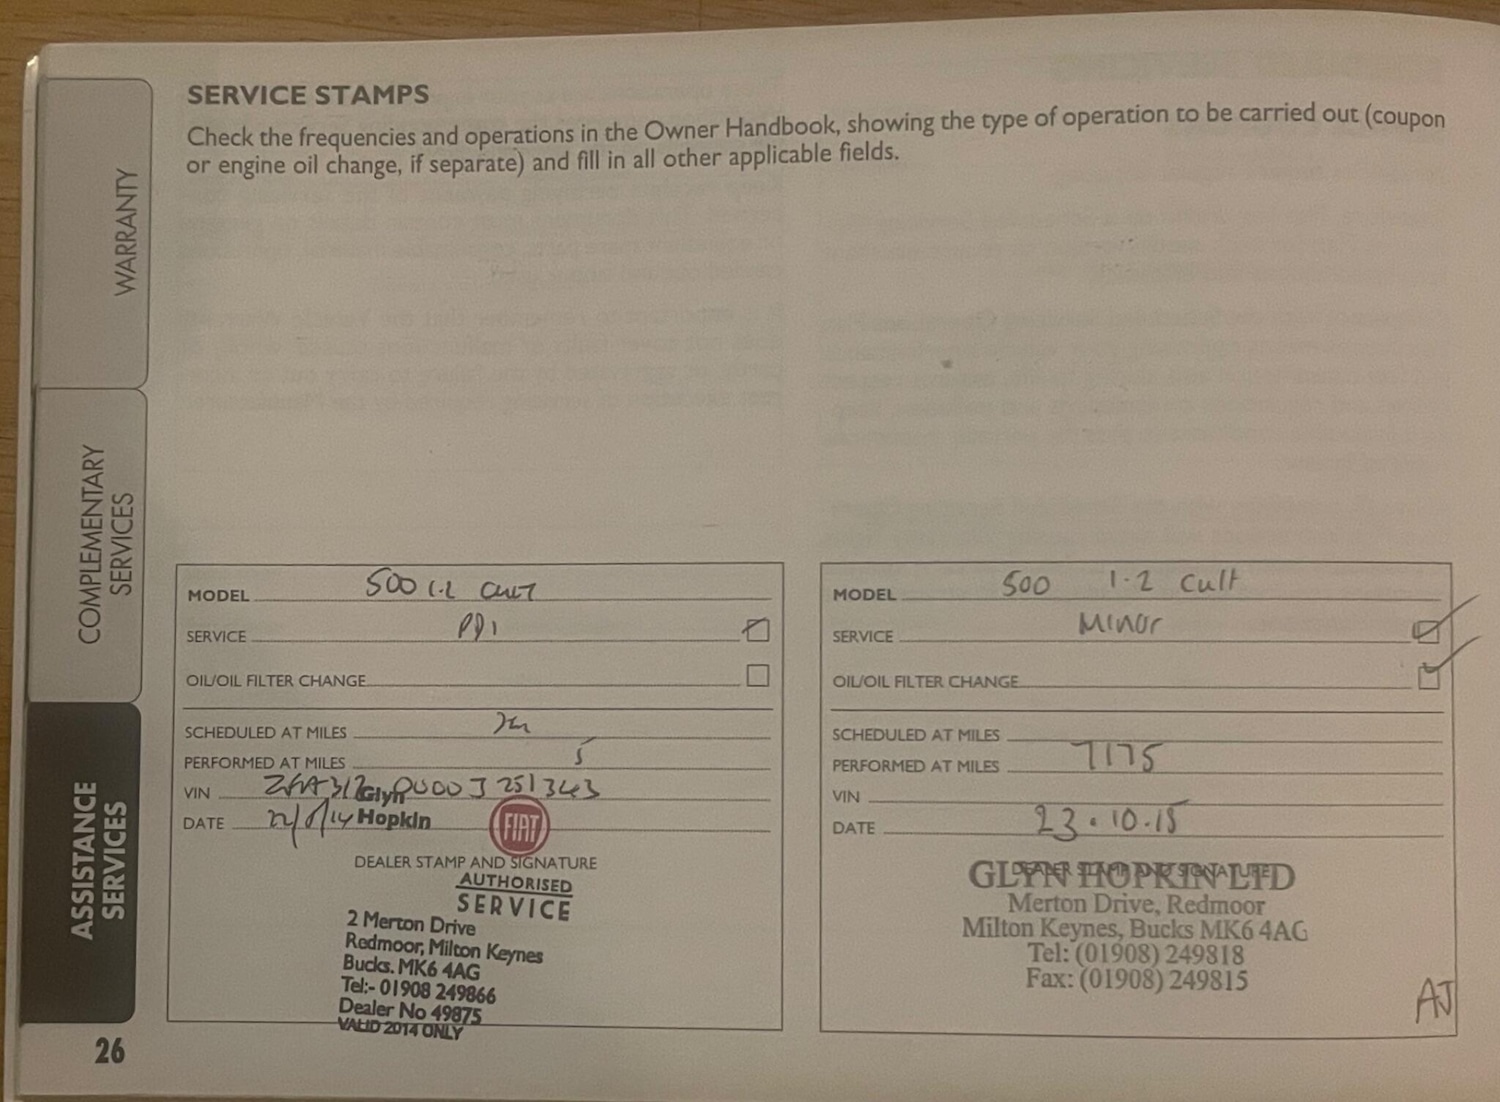 SERVICE STAMPS
Check the frequencies and operations in the Owner Handbook, showing the type of operation to be carried out (coupon
or engine oil change, if separate) and fill in all other applicable fields.
WARRANTY
COMPLEMENTARY
SERVICES
ASSISTANCE
SERVICES
MODEL 500 1.2 Cult
SERVICE PDI
OIL/OIL FILTER CHANGE
SCHEDULED AT MILES
PERFORMED AT MILES 5
VIN
DATE
Glyn
Hopkin
FIAT
DEALER STAMP AND SIGNATURE
AUTHORISED
SERVICE
2 Merton Drive
Redmoor, Milton Keynes
Bucks. MK6 4AG
Tel:- 01908 249866
Dealer No 49875
VALID 2014 ONLY
MODEL 500 1.2 Cult
SERVICE Minor
OIL/OIL FILTER CHANGE
SCHEDULED AT MILES
PERFORMED AT MILES 7175
VIN
DATE 23.10.15
DEALER STAMP AND SIGNATURE
GLYN HOPKIN LTD
Merton Drive, Redmoor
Milton Keynes, Bucks MK6 4AG
Tel: (01908) 249818
Fax: (01908) 249815
AJ
26